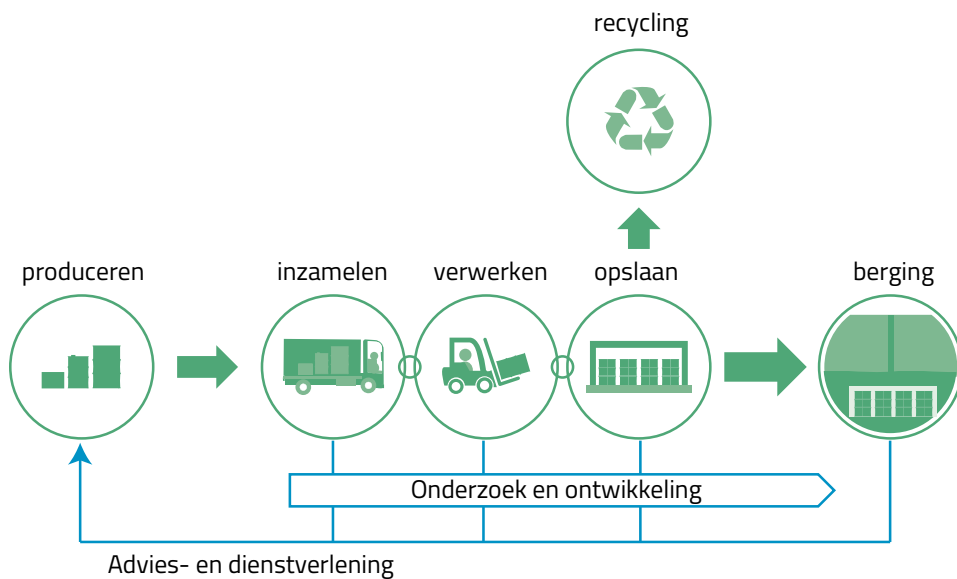 recycling
produceren
inzamelen
verwerken
opslaan
berging
Onderzoek en ontwikkeling
Advies- en dienstverlening